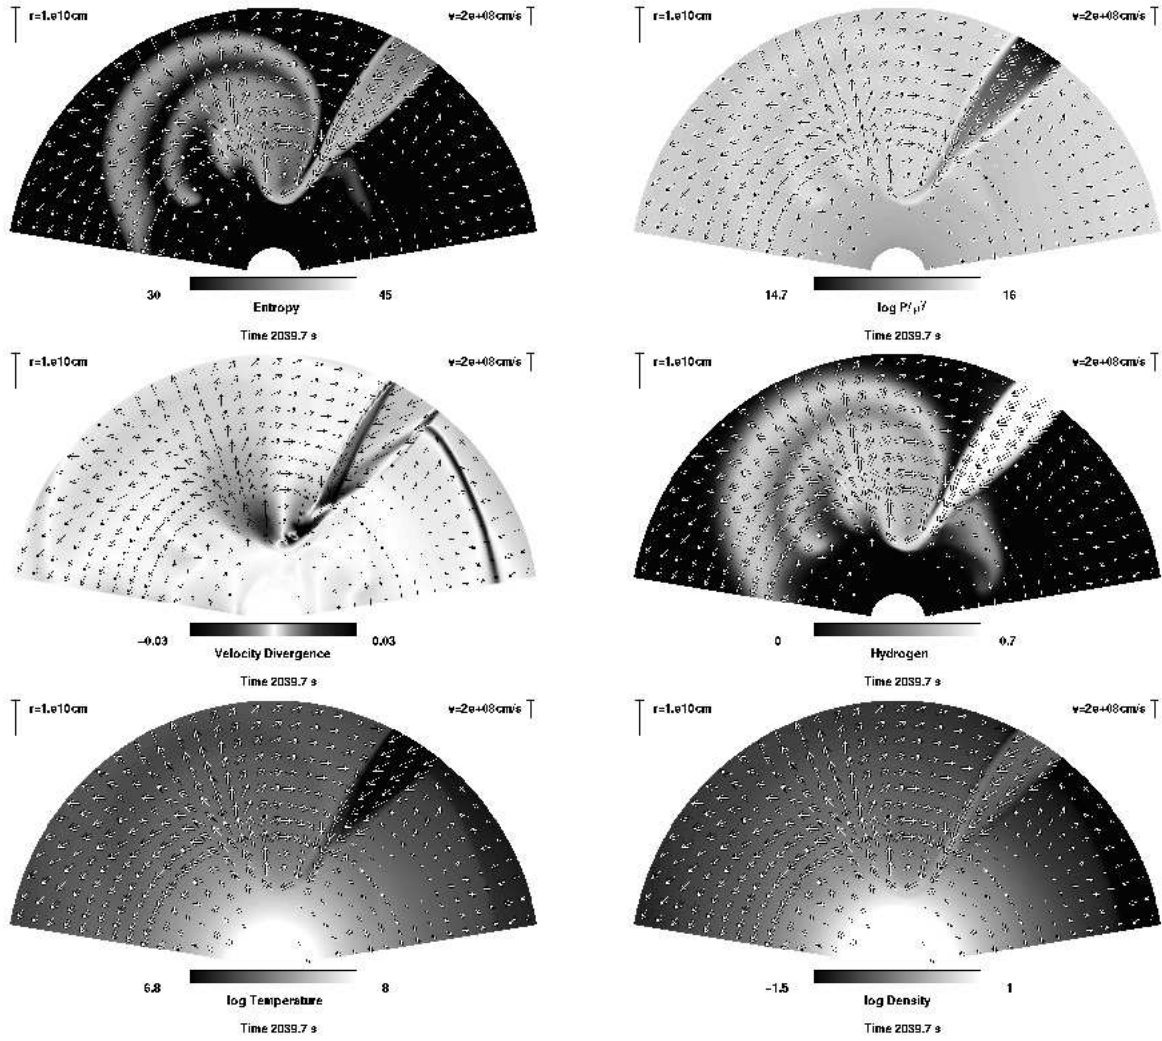 r=1.e10cm v=2e+08cm/s r=1.e10cm v=2e+08cm/s
30 45 14.7 16
Entropy log P/ρ^γ
Time 2039.7 s Time 2039.7 s
r=1.e10cm v=2e+08cm/s r=1.e10cm v=2e+08cm/s
-0.03 0.03 0 0.7
Velocity Divergence Hydrogen
Time 2039.7 s Time 2039.7 s
r=1.e10cm v=2e+08cm/s r=1.e10cm v=2e+08cm/s
6.8 8 -1.5 1
log Temperature log Density
Time 2039.7 s Time 2039.7 s